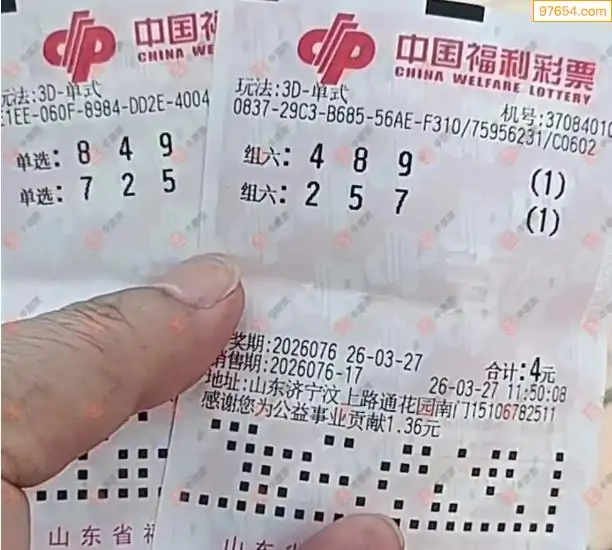 97654.com
中国福
CHINA WELF
玩法:3D-单式
E1EE-060F-8984-DD2E-4004
单选: 8 4 9
单选: 7 2 5
山东省福
中国福利彩票
CHINA WELFARE LOTTERY
玩法:3D-单式
机号:37084010
0837-29C3-B685-56AE-F310/75956231/C0602
组六: 4 8 9 (1)
组六: 2 5 7 (1)
奖期:2026076 26-03-27
合计:4元
销售期:2026076-17
26-03-27 11:50:08
地址:山东济宁汶上路通花园南门15106782511
感谢您为公益事业贡献1.36元
山东